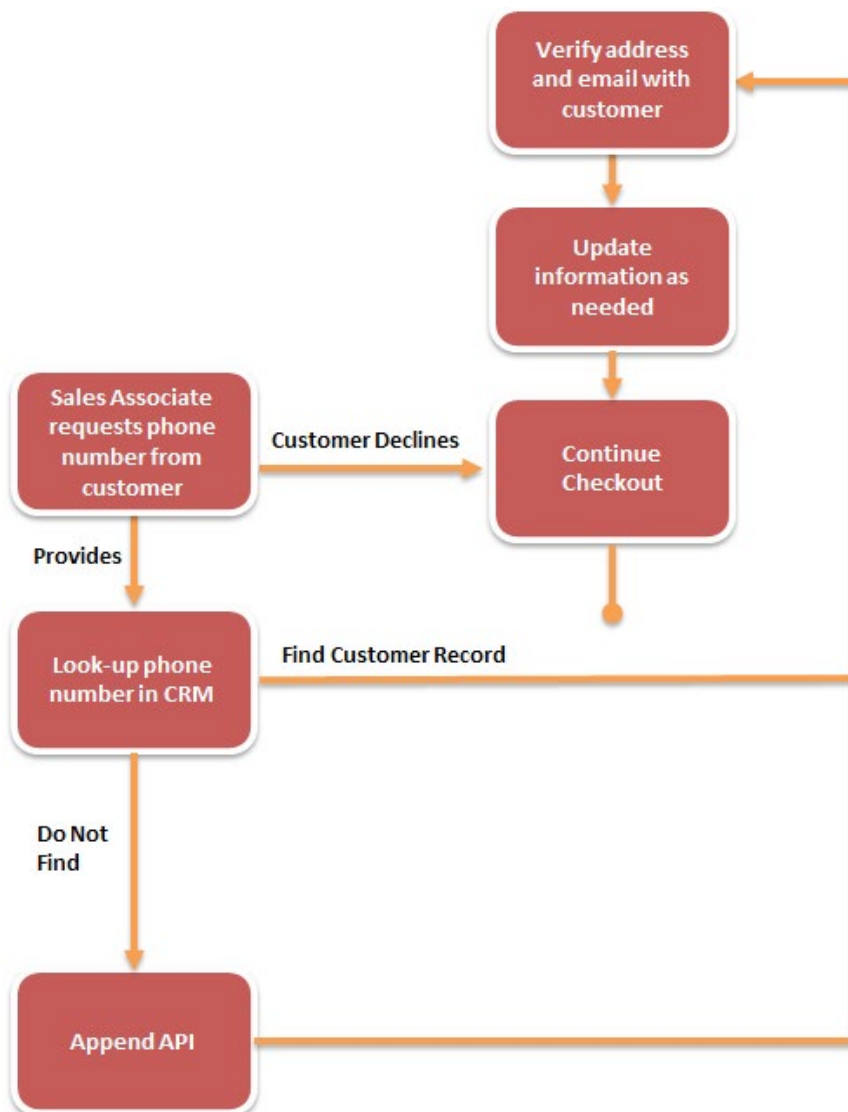 Verify address
and email with
customer
Update
information as
needed
Sales Associate
requests phone
number from
customer
Customer Declines
Continue
Checkout
Provides
Look-up phone
number in CRM
Find Customer Record
Do Not
Find
Append API